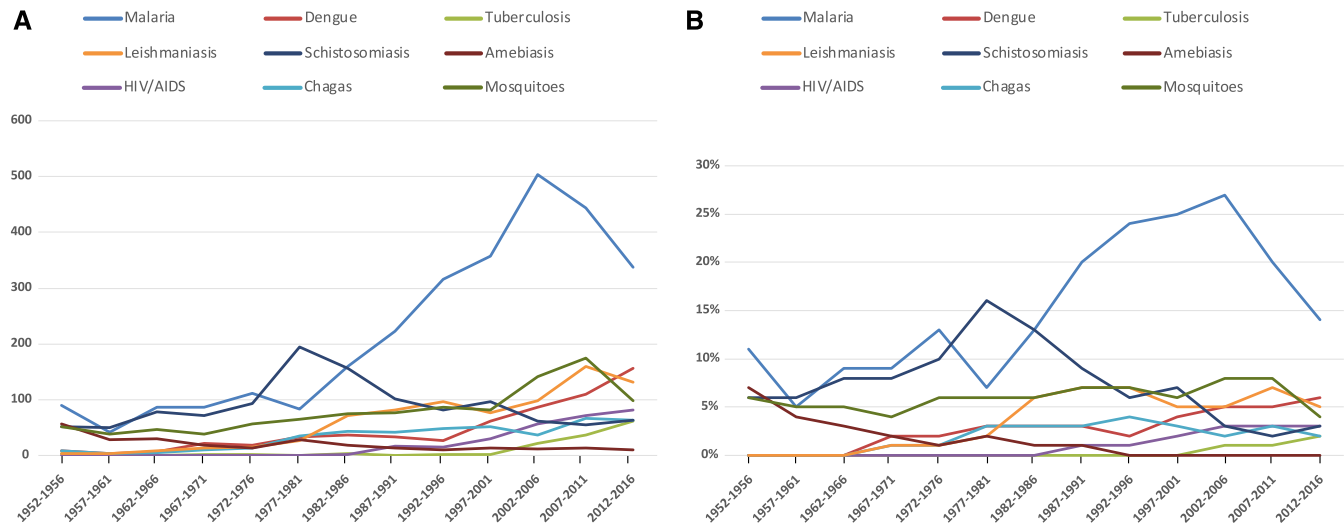 A
Malaria Dengue Tuberculosis
Leishmaniasis Schistosomiasis Amebiasis
HIV/AIDS Chagas Mosquitoes
600
500
400
300
200
100
0
1952-1956 1957-1961 1962-1966 1967-1971 1972-1976 1977-1981 1982-1986 1987-1991 1992-1996 1997-2001 2002-2006 2007-2011 2012-2016
B
Malaria Dengue Tuberculosis
Leishmaniasis Schistosomiasis Amebiasis
HIV/AIDS Chagas Mosquitoes
30%
25%
20%
15%
10%
5%
0%
1952-1956 1957-1961 1962-1966 1967-1971 1972-1976 1977-1981 1982-1986 1987-1991 1992-1996 1997-2001 2002-2006 2007-2011 2012-2016